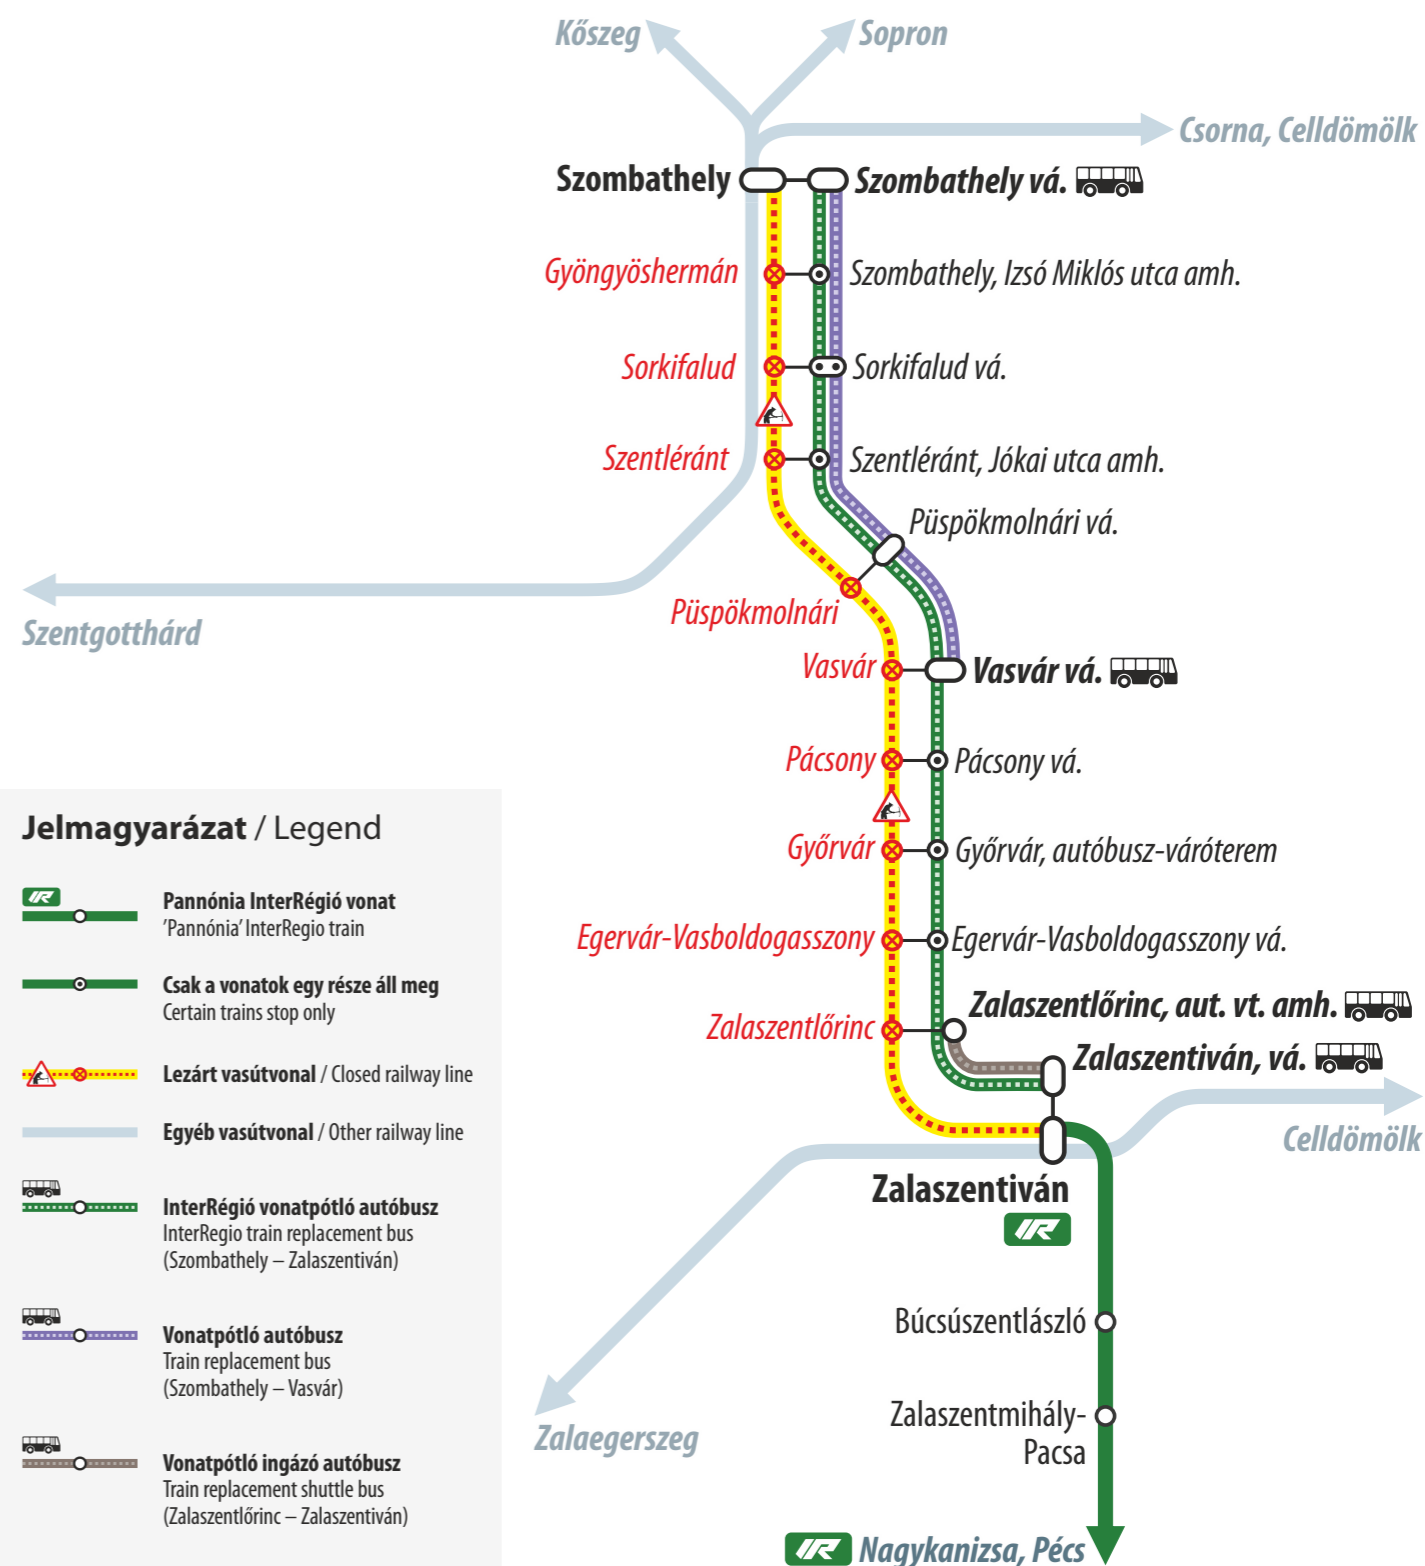 Kőszeg
Sopron
Csorna, Celldömölk
Szombathely
Szombathely vá.
Gyöngyöshermán
Szombathely, Izsó Miklós utca amh.
Sorkifalud
Sorkifalud vá.
Szentléránt
Szentléránt, Jókai utca amh.
Püspökmolnári vá.
Püspökmolnári
Szentgotthárd
Vasvár
Vasvár vá.
Pácsony
Pácsony vá.
Győrvár
Győrvár, autóbusz-váróterem
Egervár-Vasboldogasszony
Egervár-Vasboldogasszony vá.
Zalaszentlőrinc, aut. vt. amh.
Zalaszentlőrinc
Zalaszentiván, vá.
Celldömölk
Zalaszentiván
IR
Búcsúszentlászló
Zalaszentmihály-
Pacsa
Zalaegerszeg
IR Nagykanizsa, Pécs
Jelmagyarázat / Legend
IR
Pannónia InterRégió vonat
'Pannónia' InterRegio train
Csak a vonatok egy része áll meg
Certain trains stop only
Lezárt vasútvonal / Closed railway line
Egyéb vasútvonal / Other railway line
InterRégió vonatpótló autóbusz
InterRegio train replacement bus
(Szombathely – Zalaszentiván)
Vonatpótló autóbusz
Train replacement bus
(Szombathely – Vasvár)
Vonatpótló ingázó autóbusz
Train replacement shuttle bus
(Zalaszentlőrinc – Zalaszentiván)